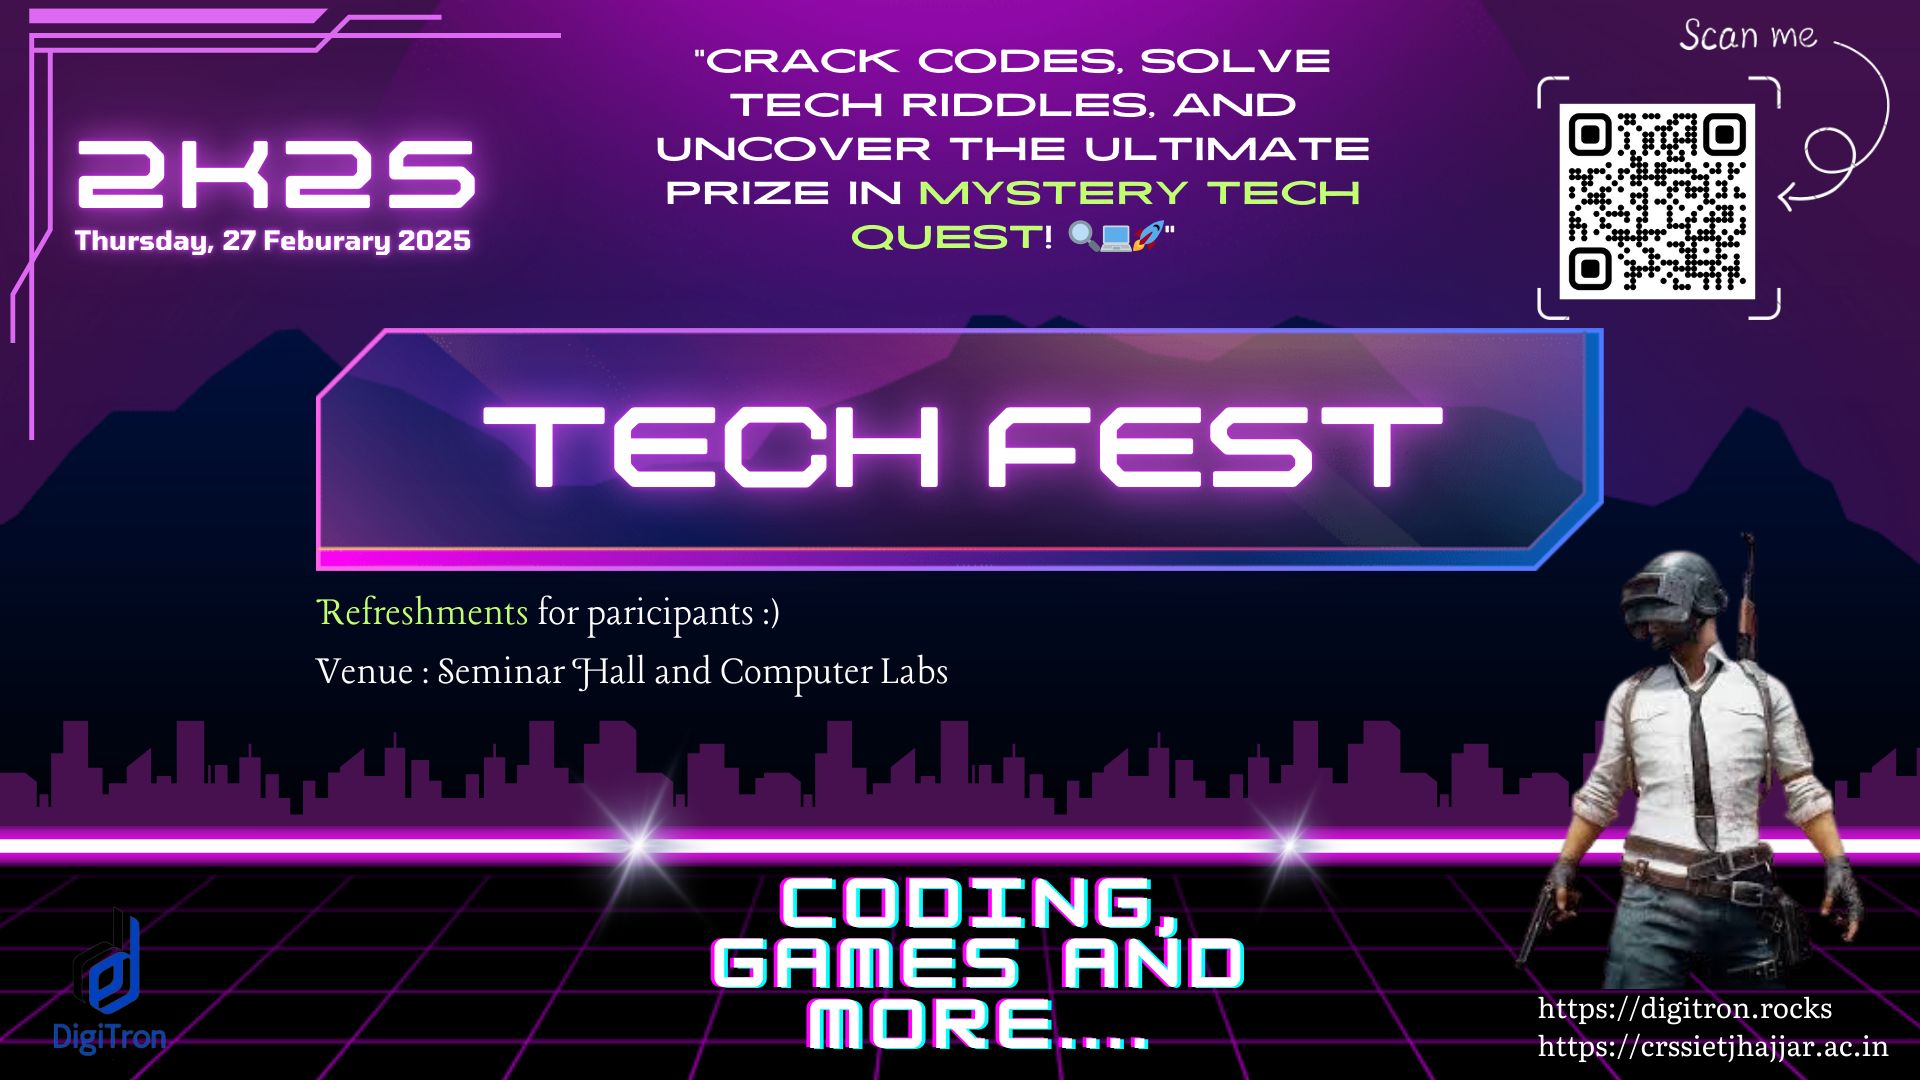 Scan me
"CRACK CODES, SOLVE
TECH RIDDLES, AND
UNCOVER THE ULTIMATE
PRIZE IN MYSTERY TECH
QUEST! 🔍💻🚀"
2K25
Thursday, 27 Feburary 2025
TECH FEST
Refreshments for paricipants :)
Venue : Seminar Hall and Computer Labs
CODING,
GAMES AND
MORE....
DigiTron
https://digitron.rocks
https://crssietjhajjar.ac.in